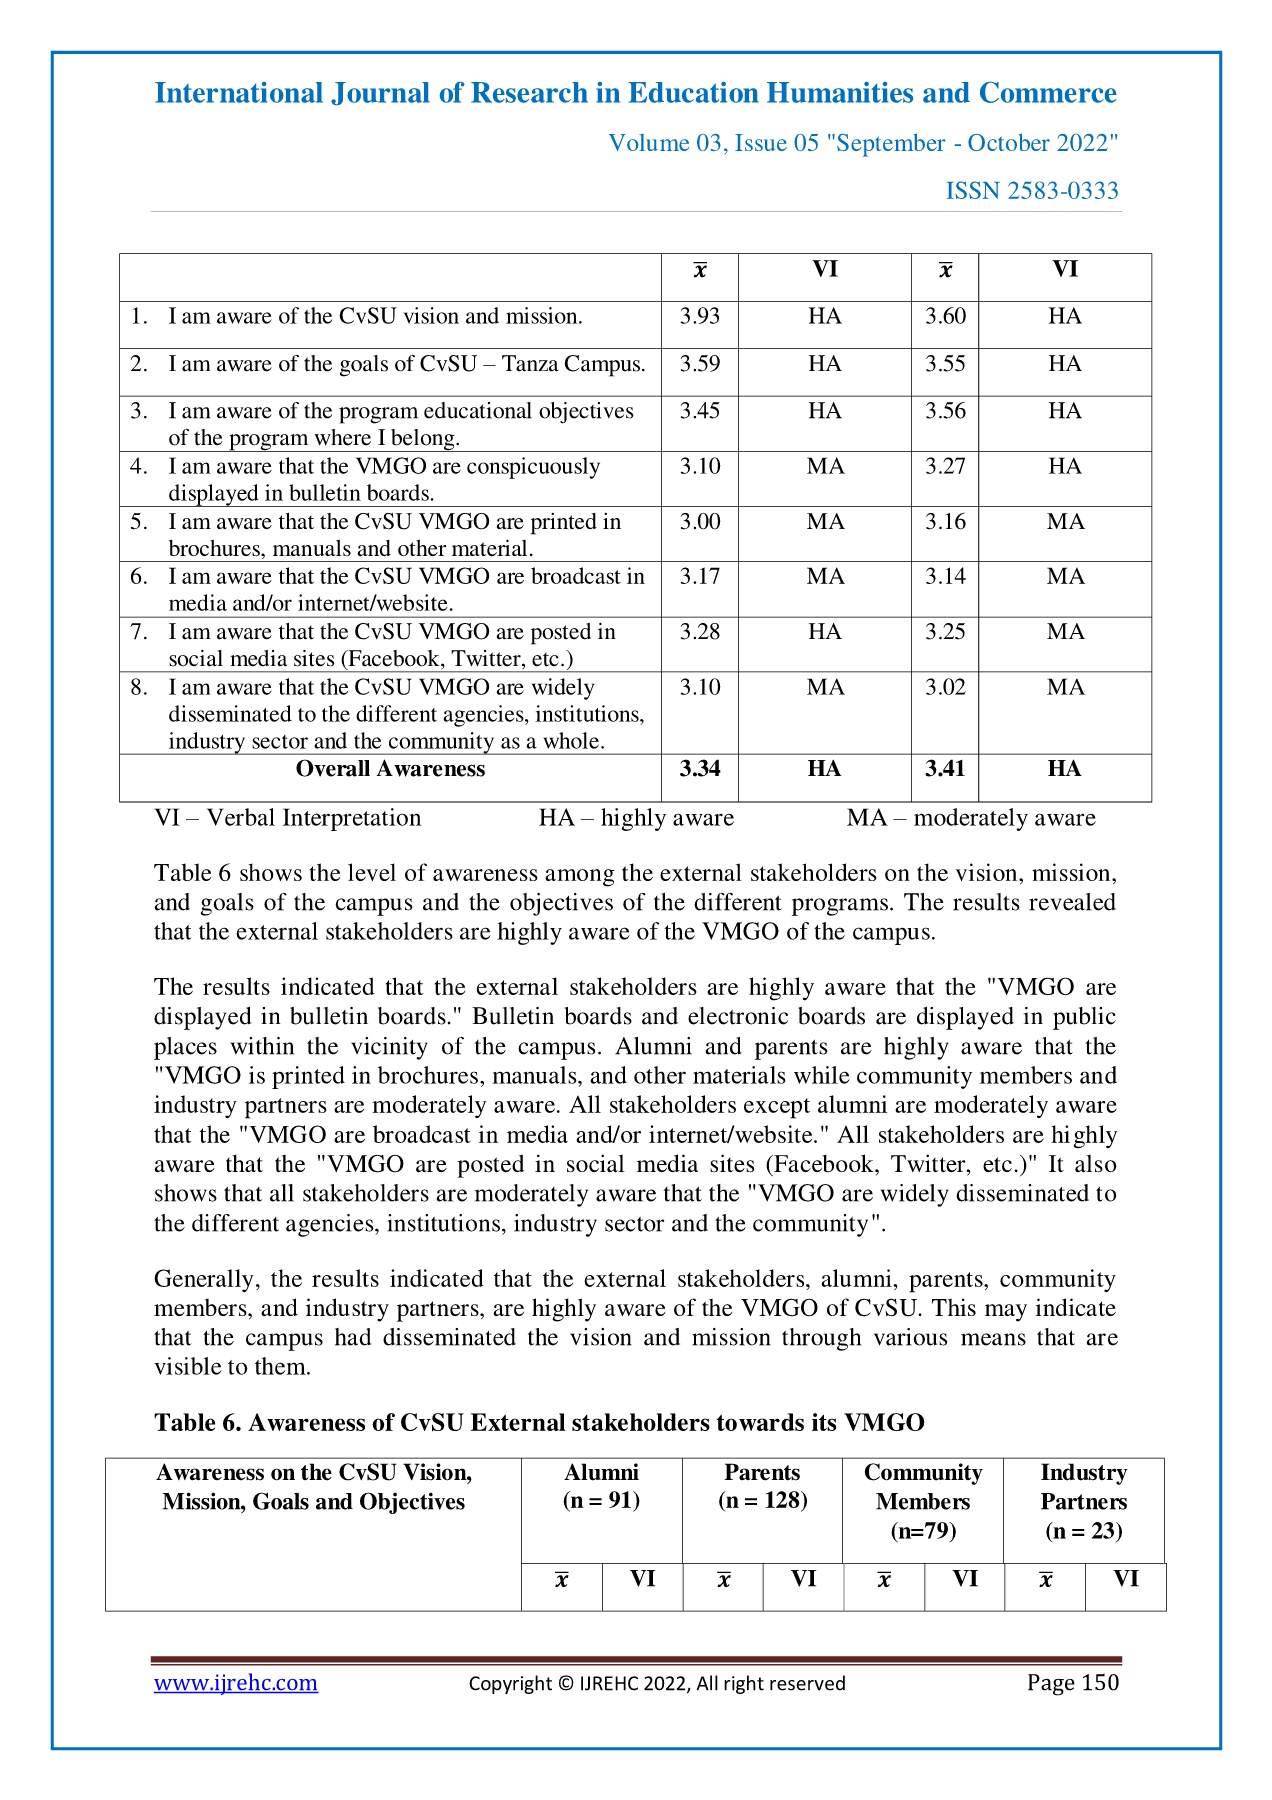 International Journal of Research in Education Humanities and Commerce
Volume 03, Issue 05 "September - October 2022"
ISSN 2583-0333
x̅ VI x̅ VI
1. I am aware of the CvSU vision and mission. 3.93 HA 3.60 HA
2. I am aware of the goals of CvSU – Tanza Campus. 3.59 HA 3.55 HA
3. I am aware of the program educational objectives 3.45 HA 3.56 HA
of the program where I belong.
4. I am aware that the VMGO are conspicuously 3.10 MA 3.27 HA
displayed in bulletin boards.
5. I am aware that the CvSU VMGO are printed in 3.00 MA 3.16 MA
brochures, manuals and other material.
6. I am aware that the CvSU VMGO are broadcast in 3.17 MA 3.14 MA
media and/or internet/website.
7. I am aware that the CvSU VMGO are posted in 3.28 HA 3.25 MA
social media sites (Facebook, Twitter, etc.)
8. I am aware that the CvSU VMGO are widely 3.10 MA 3.02 MA
disseminated to the different agencies, institutions,
industry sector and the community as a whole.
Overall Awareness 3.34 HA 3.41 HA
VI – Verbal Interpretation HA – highly aware MA – moderately aware
Table 6 shows the level of awareness among the external stakeholders on the vision, mission,
and goals of the campus and the objectives of the different programs. The results revealed
that the external stakeholders are highly aware of the VMGO of the campus.
The results indicated that the external stakeholders are highly aware that the "VMGO are
displayed in bulletin boards." Bulletin boards and electronic boards are displayed in public
places within the vicinity of the campus. Alumni and parents are highly aware that the
"VMGO is printed in brochures, manuals, and other materials while community members and
industry partners are moderately aware. All stakeholders except alumni are moderately aware
that the "VMGO are broadcast in media and/or internet/website." All stakeholders are highly
aware that the "VMGO are posted in social media sites (Facebook, Twitter, etc.)" It also
shows that all stakeholders are moderately aware that the "VMGO are widely disseminated to
the different agencies, institutions, industry sector and the community".
Generally, the results indicated that the external stakeholders, alumni, parents, community
members, and industry partners, are highly aware of the VMGO of CvSU. This may indicate
that the campus had disseminated the vision and mission through various means that are
visible to them.
Table 6. Awareness of CvSU External stakeholders towards its VMGO
Awareness on the CvSU Vision, Alumni Parents Community Industry
Mission, Goals and Objectives (n = 91) (n = 128) Members Partners
(n=79) (n = 23)
x̅ VI x̅ VI x̅ VI x̅ VI
www.ijrehc.com Copyright © IJREHC 2022, All right reserved Page 150